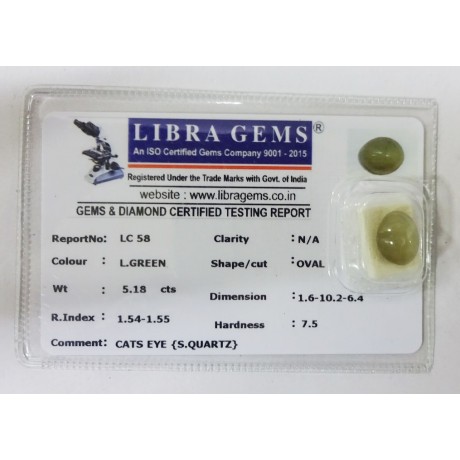 LIBRA GEMS®
An ISO Certified Gems Company 9001 - 2015
Registered Under the Trade Marks with Govt. of India
website : www.libragems.co.in
GEMS & DIAMOND CERTIFIED TESTING REPORT
ReportNo: LC 58 Clarity : N/A
Colour : L.GREEN Shape/cut : OVAL
Wt : 5.18 cts Dimension : 1.6-10.2-6.4
R.Index : 1.54-1.55 Hardness : 7.5
Comment: CATS EYE {S.QUARTZ}